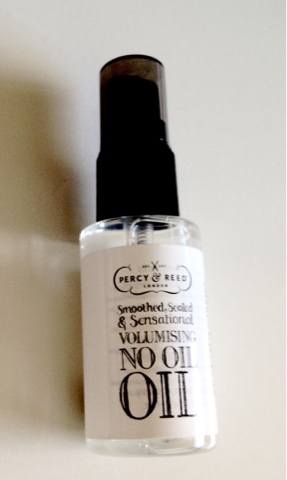 PERCY & REED
LONDON
Smoothed, Sealed
& Sensational
VOLUMISING
NO OIL
OIL